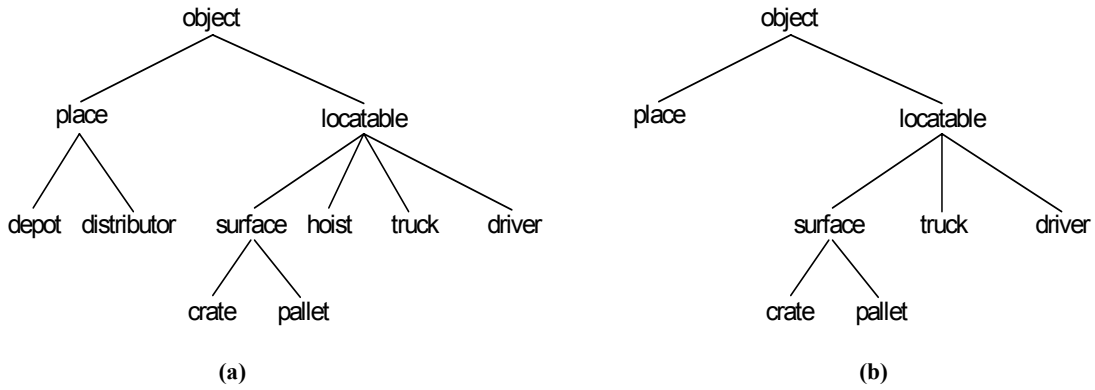 object object
place locatable place locatable
depot distributor surface hoist truck driver surface truck driver
crate pallet crate pallet
(a) (b)